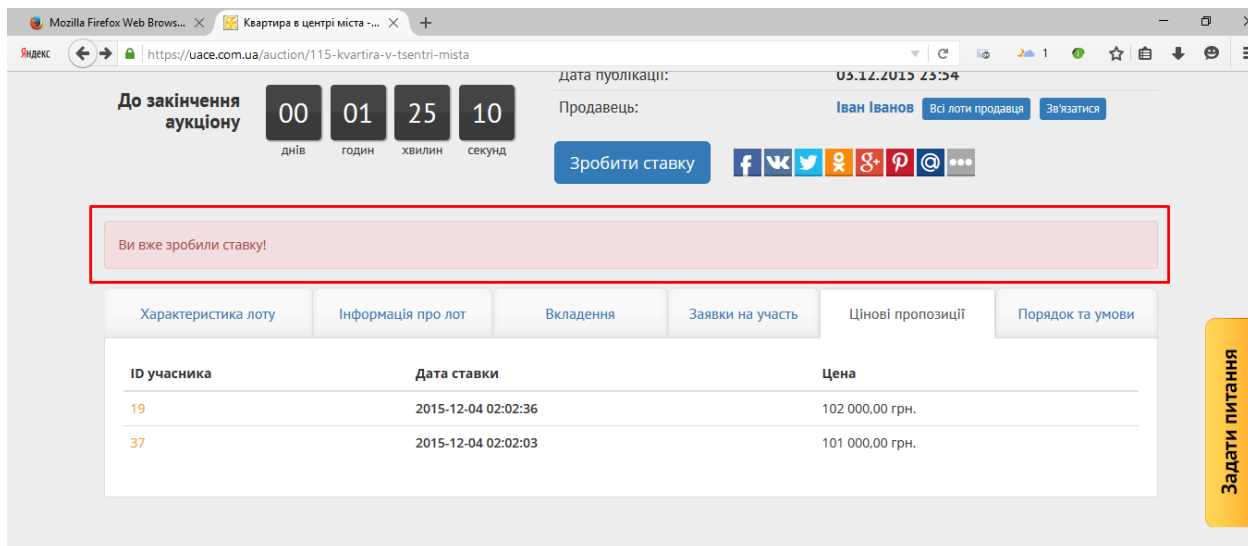 Mozilla Firefox Web Brows...
Квартира в центрі міста -...
Яндекс
https://uace.com.ua/auction/115-kvartira-v-tsentri-mista
1
Дата публікації: 03.12.2015 23:54
До закінчення аукціону
00 01 25 10
днів годин хвилин секунд
Продавець: Іван Іванов Всі лоти продавця Зв'язатися
Зробити ставку
Ви вже зробили ставку!
Характеристика лоту Інформація про лот Вкладення Заявки на участь Цінові пропозиції Порядок та умови
ID учасника Дата ставки Цена
19 2015-12-04 02:02:36 102 000,00 грн.
37 2015-12-04 02:02:03 101 000,00 грн.
Задати питання